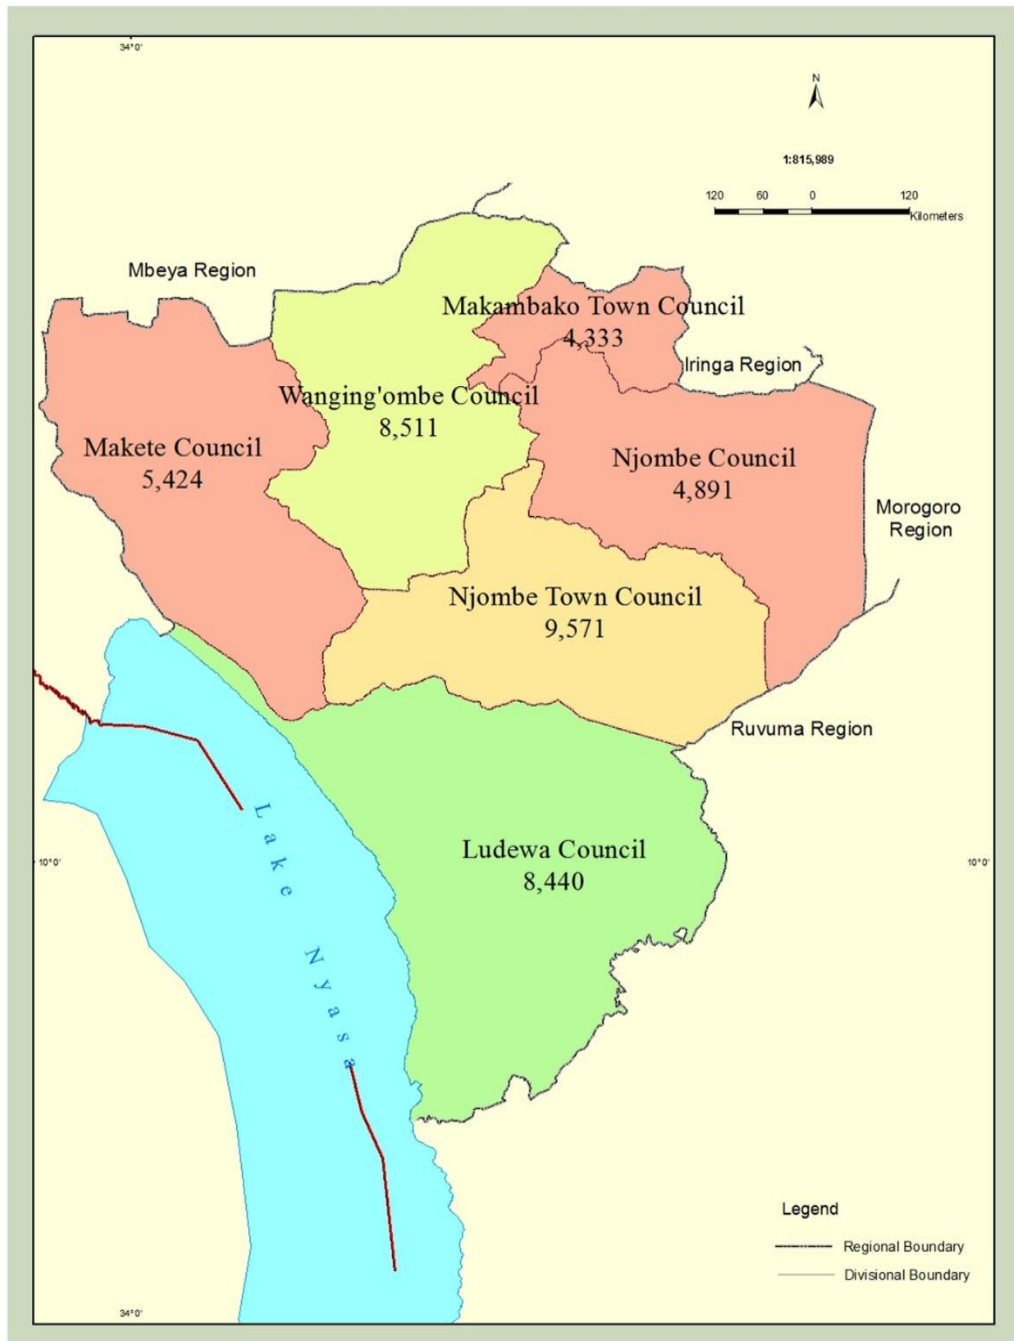 34°0'
N
1:815,989
120 60 0 120
Kilometers
Mbeya Region
Makambako Town Council
4,333
Iringa Region
Wanging'ombe Council
8,511
Makete Council
5,424
Njombe Council
4,891
Morogoro
Region
Njombe Town Council
9,571
Ruvuma Region
Ludewa Council
8,440
10°0' 10°0'
Lake Nyasa
Legend
Regional Boundary
Divisional Boundary
34°0'